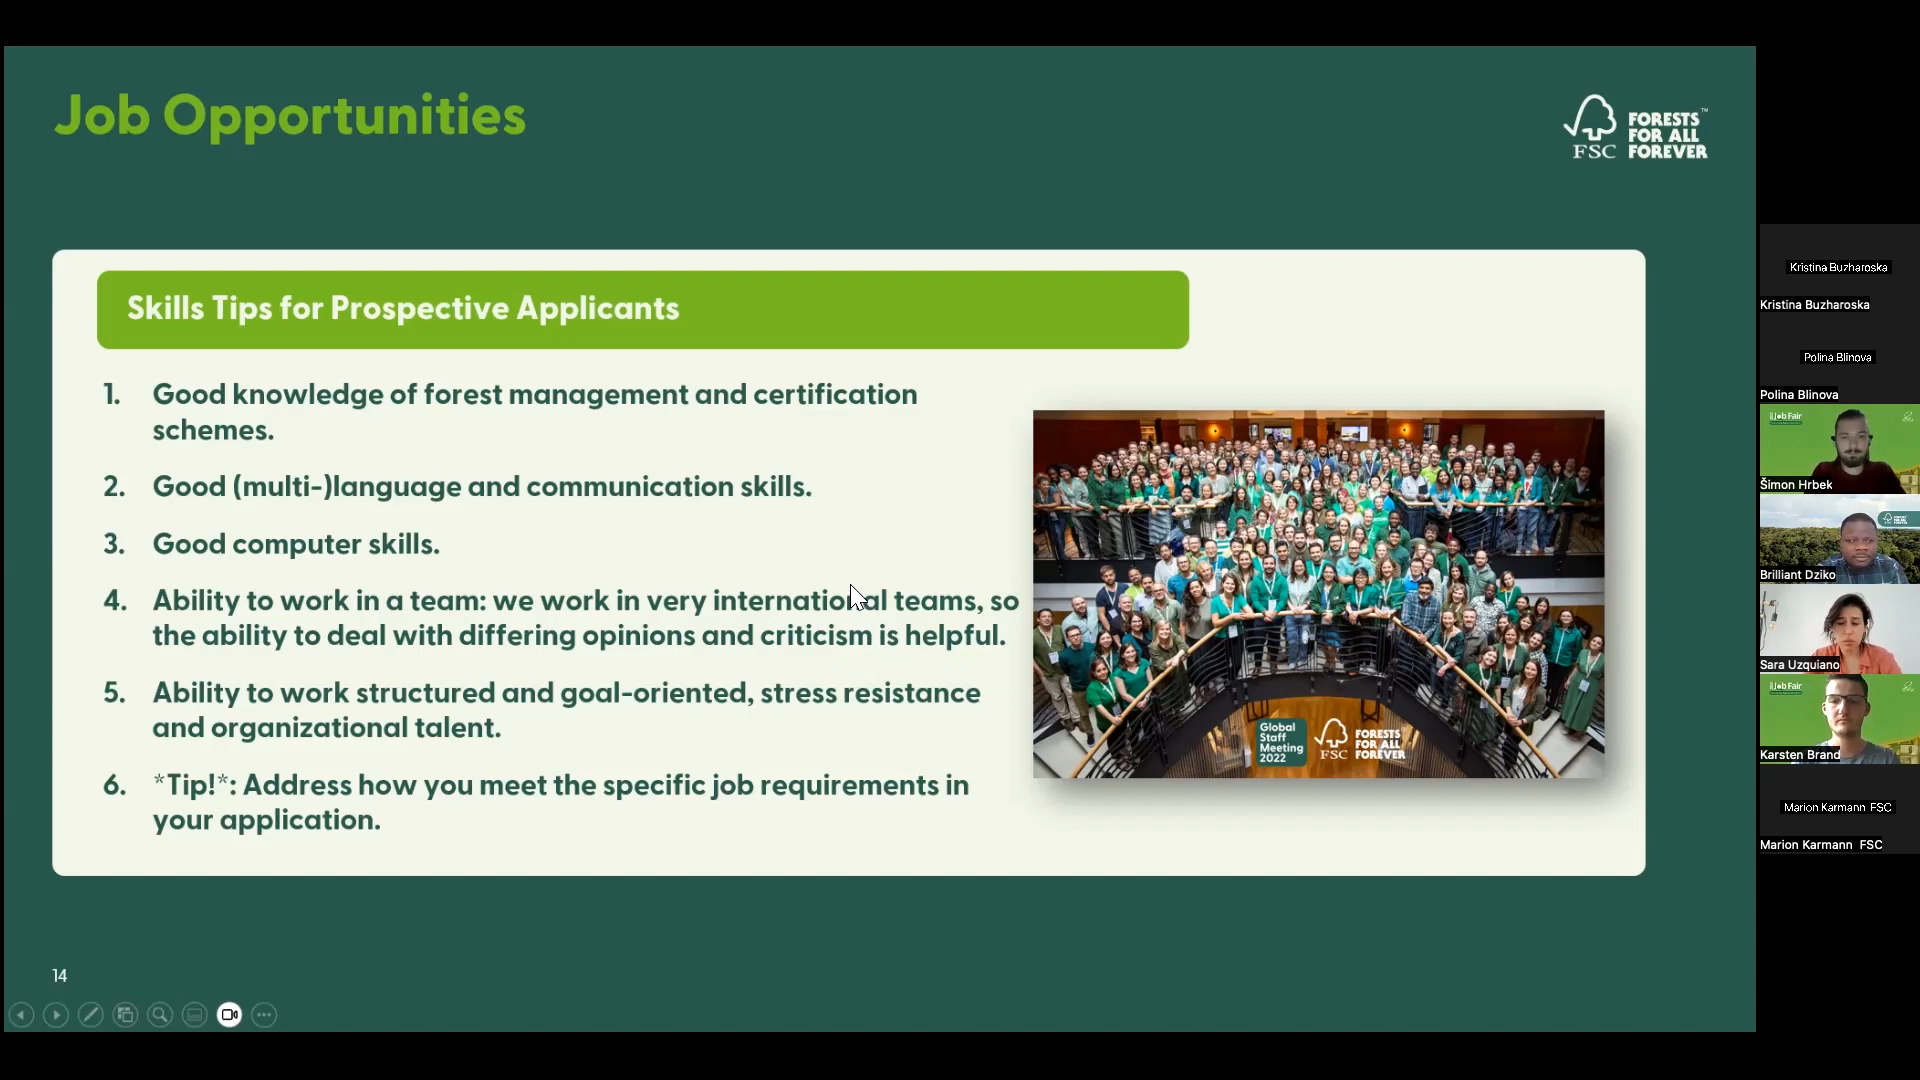 Job Opportunities
FSC
FORESTS™
FOR ALL
FOREVER
Skills Tips for Prospective Applicants
1. Good knowledge of forest management and certification
schemes.
2. Good (multi-)language and communication skills.
3. Good computer skills.
4. Ability to work in a team: we work in very international teams, so
the ability to deal with differing opinions and criticism is helpful.
5. Ability to work structured and goal-oriented, stress resistance
and organizational talent.
6. *Tip!*: Address how you meet the specific job requirements in
your application.
Global
Staff
Meeting
2022
FSC
FORESTS
FOR ALL
FOREVER
14
Kristina Buzharoska
Kristina Buzharoska
Polina Blinova
Polina Blinova
Job Fair
Šimon Hrbek
Brilliant Dziko
Sara Uzquiano
Job Fair
Karsten Brand
Marion Karmann FSC
Marion Karmann FSC